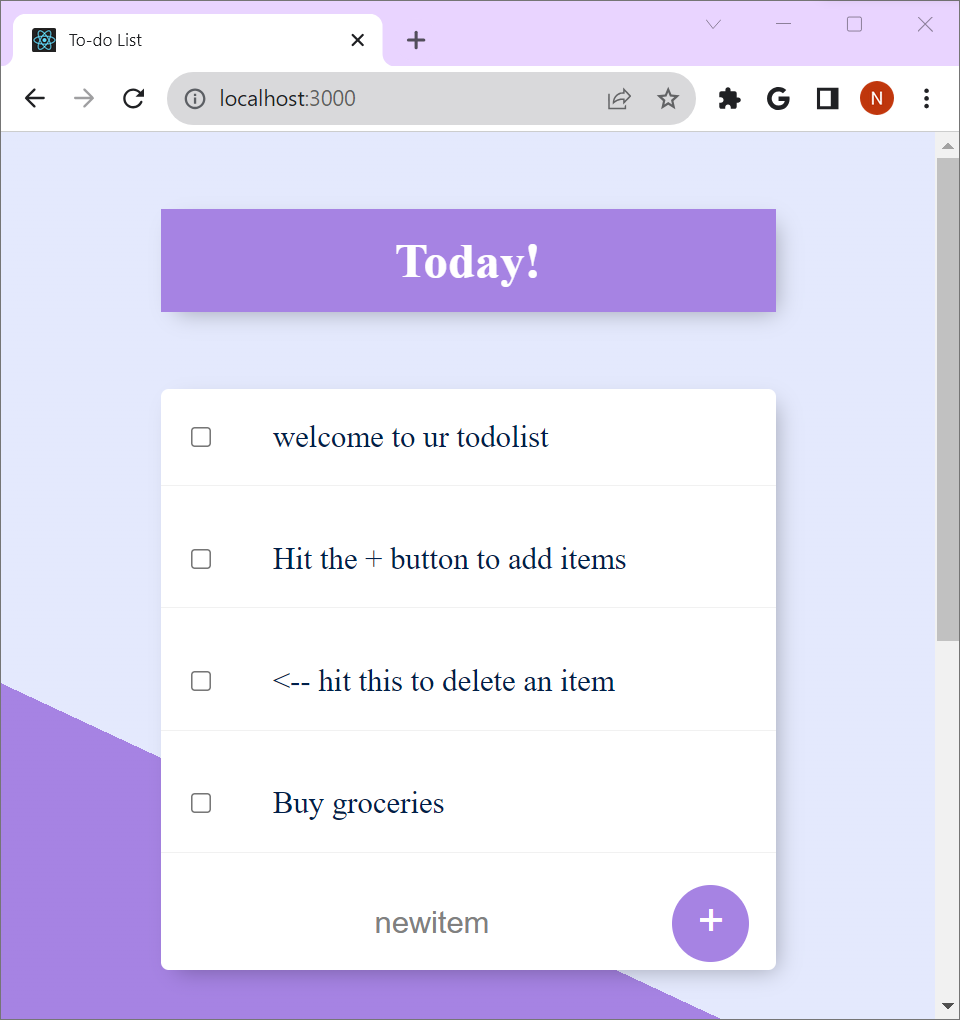 To-do List
localhost:3000
N
Today!
welcome to ur todolist
Hit the + button to add items
<-- hit this to delete an item
Buy groceries
newitem
+